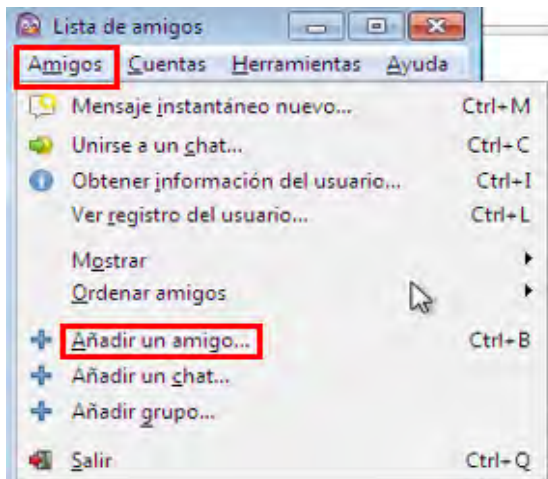 Lista de amigos
Amigos Cuentas Herramientas Ayuda
Mensaje instantáneo nuevo... Ctrl+M
Unirse a un chat... Ctrl+C
Obtener información del usuario... Ctrl+I
Ver registro del usuario... Ctrl+L
Mostrar
Ordenar amigos
Añadir un amigo... Ctrl+B
Añadir un chat...
Añadir grupo...
Salir Ctrl+Q